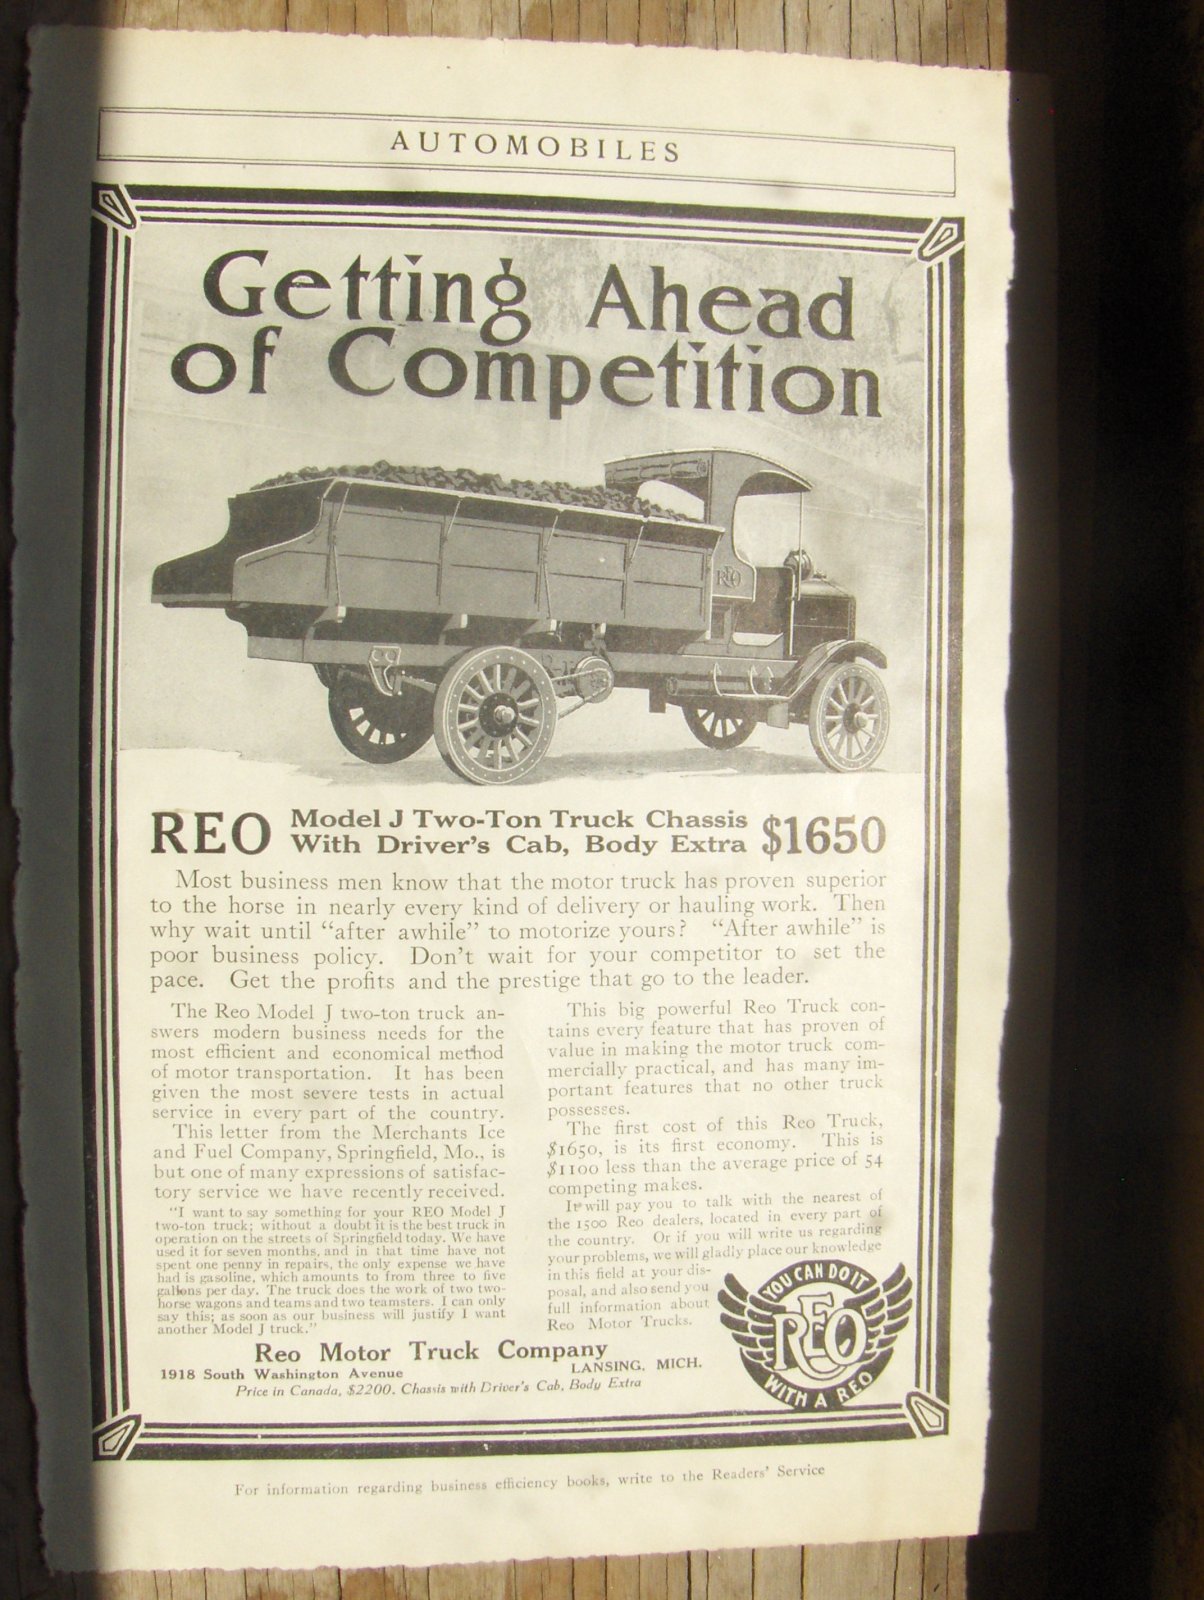 AUTOMOBILES
Getting Ahead
of Competition
REO
REO
Model J Two-Ton Truck Chassis
With Driver's Cab, Body Extra
$1650
Most business men know that the motor truck has proven superior
to the horse in nearly every kind of delivery or hauling work. Then
why wait until "after awhile" to motorize yours? "After awhile" is
poor business policy. Don't wait for your competitor to set the
pace. Get the profits and the prestige that go to the leader.
The Reo Model J two-ton truck an-
swers modern business needs for the
most efficient and economical method
of motor transportation. It has been
given the most severe tests in actual
service in every part of the country.
This letter from the Merchants Ice
and Fuel Company, Springfield, Mo., is
but one of many expressions of satisfac-
tory service we have recently received.
"I want to say something for your REO Model J
two-ton truck; without a doubt it is the best truck in
operation on the streets of Springfield today. We have
used it for seven months, and in that time have not
spent one penny in repairs, the only expense we have
had is gasoline, which amounts to from three to five
gallons per day. The truck does the work of two two-
horse wagons and teams and two teamsters. I can only
say this; as soon as our business will justify I want
another Model J truck."
This big powerful Reo Truck con-
tains every feature that has proven of
value in making the motor truck com-
mercially practical, and has many im-
portant features that no other truck
possesses.
The first cost of this Reo Truck,
$1650, is its first economy. This is
$1100 less than the average price of 54
competing makes.
It will pay you to talk with the nearest of
the 1500 Reo dealers, located in every part of
the country. Or if you will write us regarding
your problems, we will gladly place our knowledge
in this field at your dis-
posal, and also send you
full information about
Reo Motor Trucks.
YOU CAN DO IT
REO
WITH A REO
Reo Motor Truck Company
1918 South Washington Avenue
LANSING, MICH.
Price in Canada, $2200. Chassis with Driver's Cab, Body Extra
For information regarding business efficiency books, write to the Readers' Service